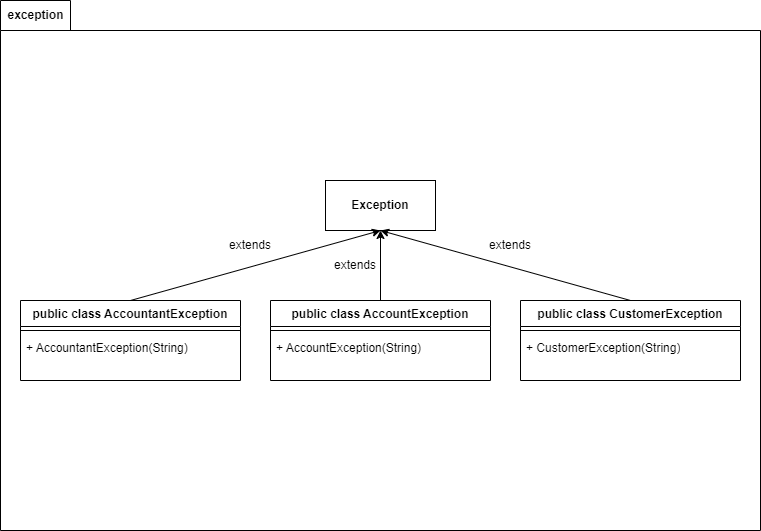 exception
Exception
extends
extends
extends
public class AccountantException
public class AccountException
public class CustomerException
+ AccountantException(String)
+ AccountException(String)
+ CustomerException(String)